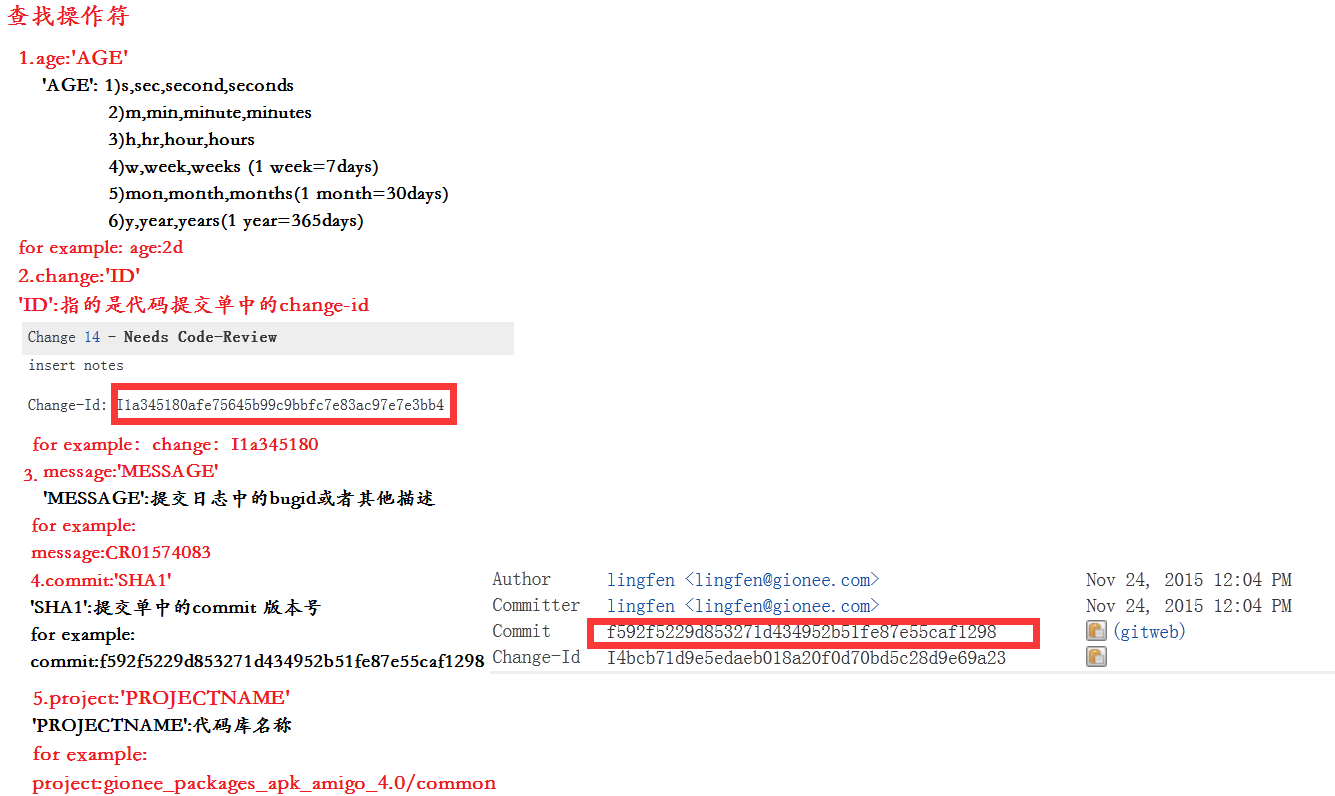 查找操作符
1.age:'AGE'
'AGE': 1)s,sec,second,seconds
2)m,min,minute,minutes
3)h,hr,hour,hours
4)w,week,weeks (1 week=7days)
5)mon,month,months(1 month=30days)
6)y,year,years(1 year=365days)
for example: age:2d
2.change:'ID'
'ID':指的是代码提交单中的change-id
Change 14 - Needs Code-Review
insert notes
Change-Id: I1a345180afe75645b99c9bbfc7e83ac97e7e3bb4
for example: change: I1a345180
3. message:'MESSAGE'
'MESSAGE':提交日志中的bugid或者其他描述
for example:
message:CR01574083
4.commit:'SHA1'
'SHA1':提交单中的commit 版本号
for example:
commit:f592f5229d853271d434952b51fe87e55caf1298
Author lingfen <lingfen@gionee.com> Nov 24, 2015 12:04 PM
Committer lingfen <lingfen@gionee.com> Nov 24, 2015 12:04 PM
Commit f592f5229d853271d434952b51fe87e55caf1298 (gitweb)
Change-Id I4bcb71d9e5edaeb018a20f0d70bd5c28d9e69a23
5.project:'PROJECTNAME'
'PROJECTNAME':代码库名称
for example:
project:gionee_packages_apk_amigo_4.0/common